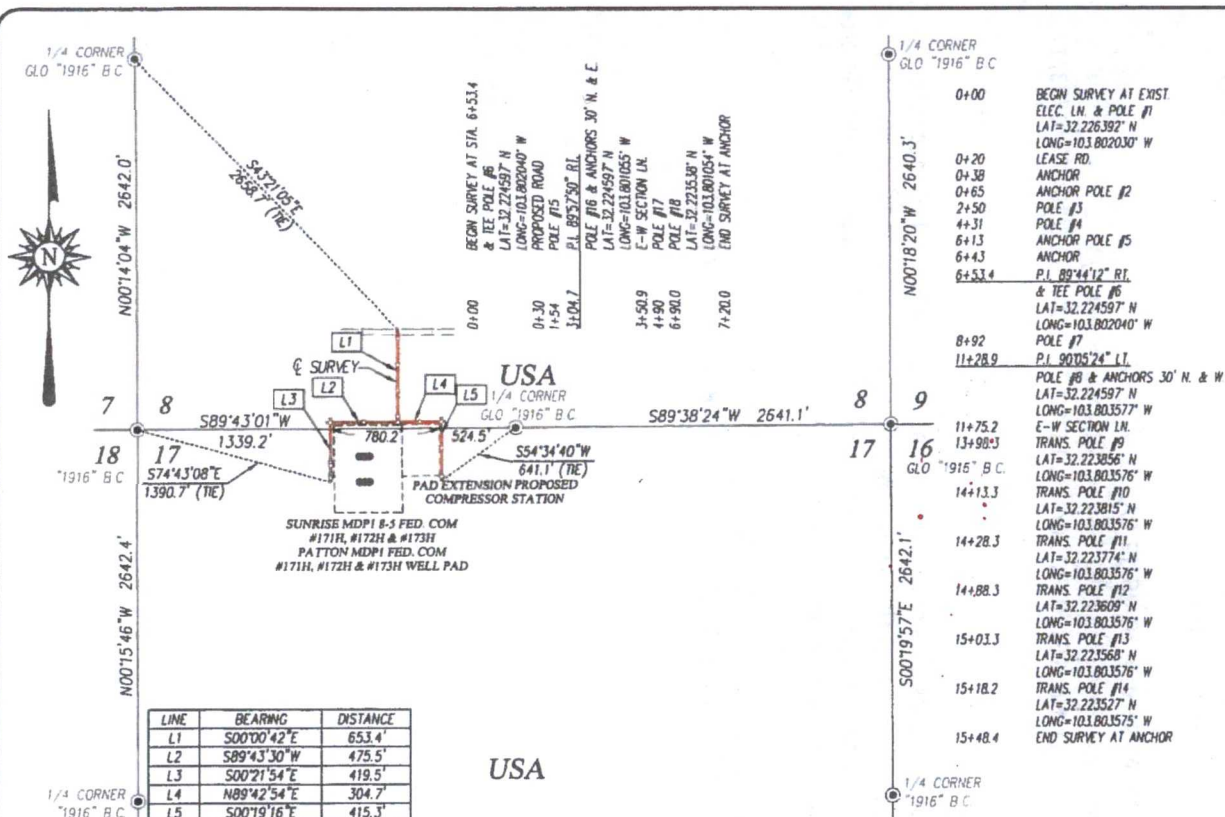 1/4 CORNER
GLO "1916" B C
N00°14'04"W 2642.0'
S43°21'05"E
2658.7' (TIE)
N
BEGIN SURVEY AT STA. 6+53.4
& TEE POLE #6
LAT=32.224597° N
LONG=103.802040° W
PROPOSED ROAD
POLE #15
P.I. 89°57'50" RT.
POLE #16 & ANCHORS 30' N. & E.
LAT=32.224597° N
LONG=103.801055° W
E-W SECTION LN.
POLE #17
POLE #18
LAT=32.223538° N
LONG=103.801054° W
END SURVEY AT ANCHOR
0+00
0+30
1+54
3+04.7
3+50.9
4+90
6+90.0
7+20.0
1/4 CORNER
GLO "1916" B C
N00°18'20"W 2640.3'
0+00 BEGIN SURVEY AT EXIST.
ELEC. LN. & POLE #1
LAT=32.226392° N
LONG=103.802030° W
0+20 LEASE RD.
0+38 ANCHOR
0+65 ANCHOR POLE #2
2+50 POLE #3
4+31 POLE #4
6+13 ANCHOR POLE #5
6+43 ANCHOR
6+53.4 P.I. 89°44'12" RT.
& TEE POLE #6
LAT=32.224597° N
LONG=103.802040° W
8+92 POLE #7
11+28.9 P.I. 90°05'24" LT.
POLE #8 & ANCHORS 30' N. & W
LAT=32.224597° N
LONG=103.803577° W
11+75.2 E-W SECTION LN.
13+98.3 TRANS. POLE #9
LAT=32.223856° N
LONG=103.803576° W
14+13.3 TRANS. POLE #10
LAT=32.223815° N
LONG=103.803576° W
14+28.3 TRANS. POLE #11
LAT=32.223774° N
LONG=103.803576° W
14+88.3 TRANS. POLE #12
LAT=32.223609° N
LONG=103.803576° W
15+03.3 TRANS. POLE #13
LAT=32.223568° N
LONG=103.803576° W
15+18.2 TRANS. POLE #14
LAT=32.223527° N
LONG=103.803575° W
15+48.4 END SURVEY AT ANCHOR
L1
℄ SURVEY
L2
L3
L4
L5
USA
1/4 CORNER
GLO "1916" B C
7 8
S89°43'01"W
1339.2'
780.2'
524.5'
S89°38'24"W 2641.1'
8 9
18 17
"1916" B C
S74°43'08"E
1390.7' (TIE)
S54°34'40"W
641.1' (TIE)
17 16
GLO "1916" B C.
PAD EXTENSION PROPOSED
COMPRESSOR STATION
SUNRISE MDP1 8-5 FED. COM
#171H, #172H & #173H
PATTON MDP1 FED. COM
#171H, #172H & #173H WELL PAD
N00°15'46"W 2642.4'
S00°19'57"E 2642.1'
LINE BEARING DISTANCE
L1 S00°00'42"E 653.4'
L2 S89°43'30"W 475.5'
L3 S00°21'54"E 419.5'
L4 N89°42'54"E 304.7'
L5 S00°19'16"E 415.3'
USA
1/4 CORNER
"1916" B C
1/4 CORNER
"1916" B C